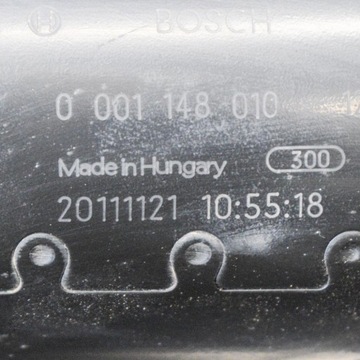 BOSCH
0 001 148 010
Made in Hungary 300
20111121 10:55:18